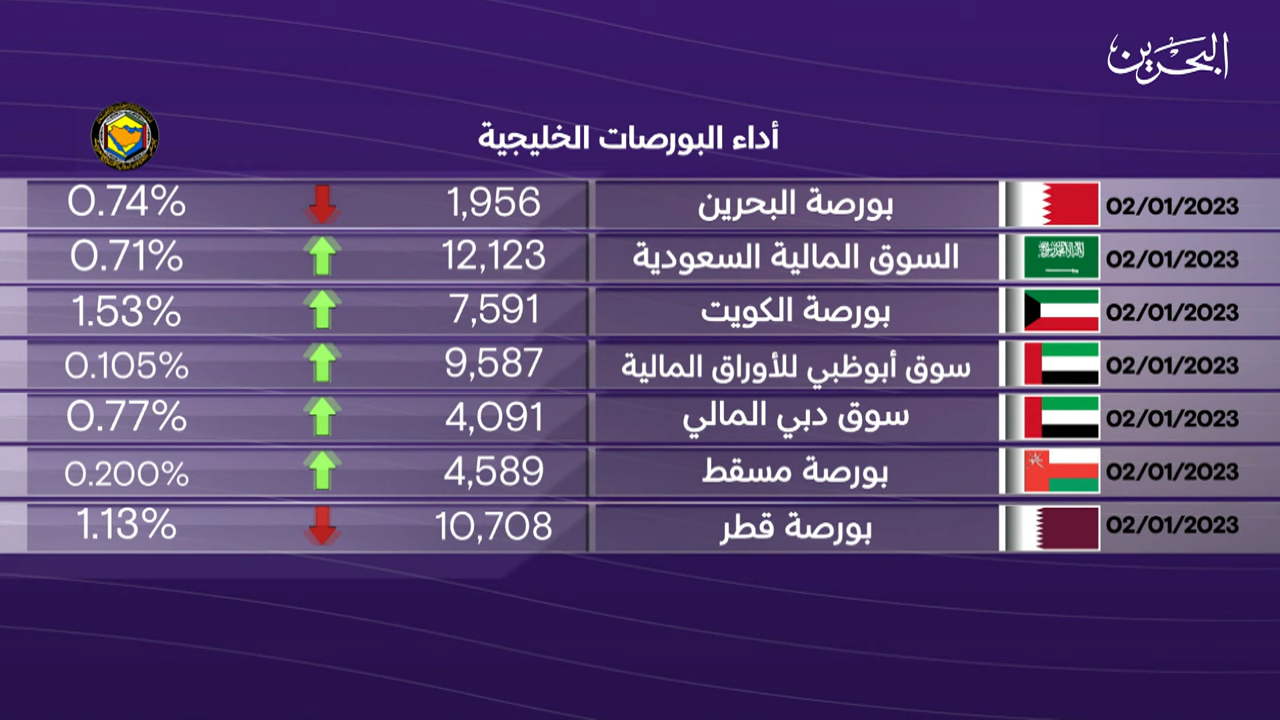 البحرين
أداء البورصات الخليجية
02/01/2023 بورصة البحرين 1,956 0.74%
02/01/2023 السوق المالية السعودية 12,123 0.71%
02/01/2023 بورصة الكويت 7,591 1.53%
02/01/2023 سوق أبوظبي للأوراق المالية 9,587 0.105%
02/01/2023 سوق دبي المالي 4,091 0.77%
02/01/2023 بورصة مسقط 4,589 0.200%
02/01/2023 بورصة قطر 10,708 1.13%